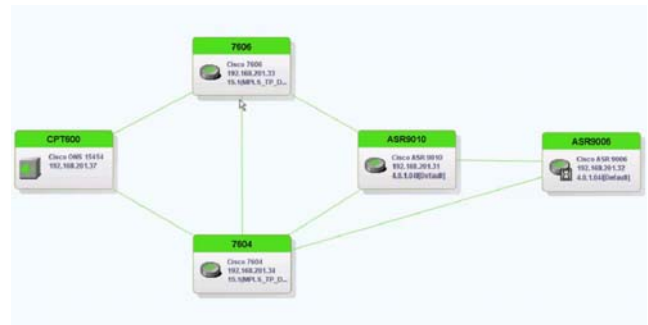 7606
Cisco 7606
192.168.201.33
15.1(MPLS_TP_D...
CPT600
Cisco ONS 15454
192.168.201.37
ASR9010
Cisco ASR 9010
192.168.201.31
4.0.1.04I[Default]
ASR9006
Cisco ASR 9006
192.168.201.32
4.0.1.04I[Default]
7604
Cisco 7604
192.168.201.34
15.1(MPLS_TP_D...